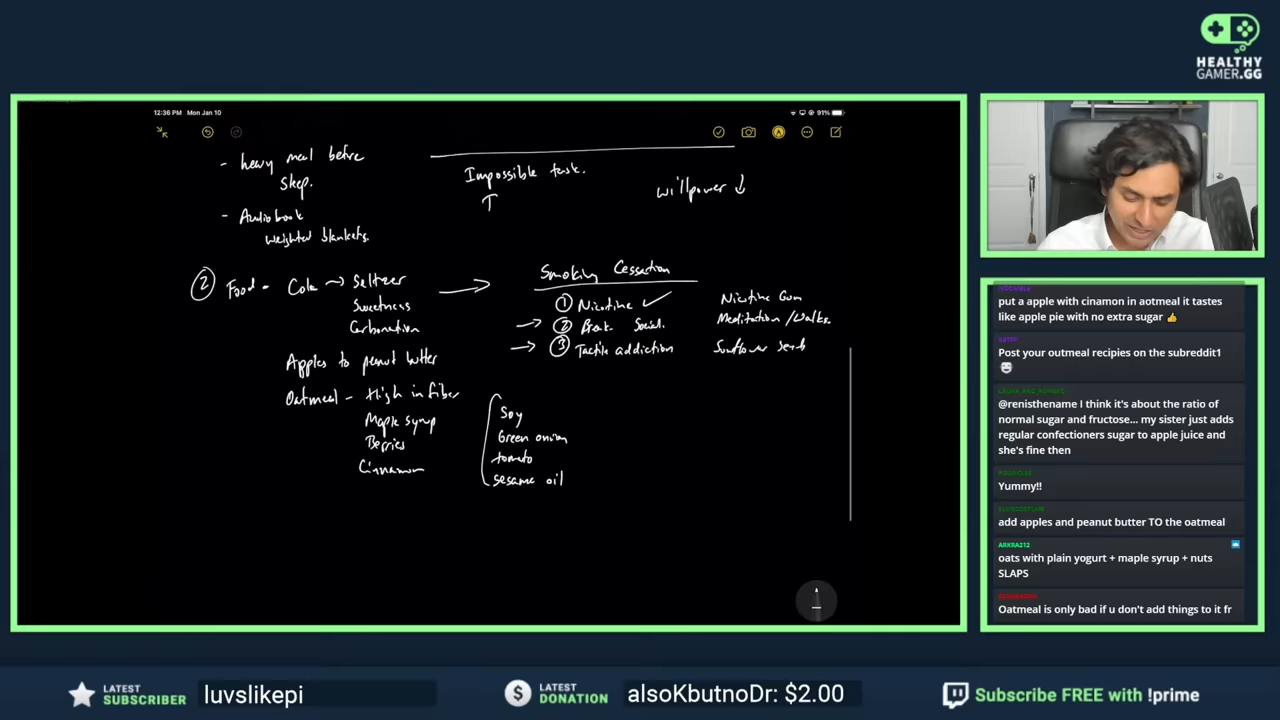 HEALTHY
GAMER.GG
12:36 PM Mon Jan 10
91%
- heavy meal before
sleep.
- Audiobook
weighted blankets.
Impossible task.
↑
willpower ↓
② Food - Cola → Seltzer
Sweetness
Carbonation
Apples to peanut butter
Oatmeal - High in fiber
Maple syrup
Berries
Cinnamon
→
Smoking Cessation
① Nicotine ✓ Nicotine Gum
→ ② Break Social. Meditation / Walks.
→ ③ Tactile addiction Sunflower seeds
Soy
Green onion
tomato
sesame oil
put a apple with cinamon in aotmeal it tastes
like apple pie with no extra sugar 👍
Post your oatmeal recipies on the subreddit1
@renisthename I think it's about the ratio of
normal sugar and fructose... my sister just adds
regular confectioners sugar to apple juice and
she's fine then
Yummy!!
add apples and peanut butter TO the oatmeal
ARKRA212
oats with plain yogurt + maple syrup + nuts
SLAPS
Oatmeal is only bad if u don't add things to it fr
LATEST
SUBSCRIBER
luvslikepi
LATEST
DONATION
alsoKbutnoDr: $2.00
Subscribe FREE with !prime